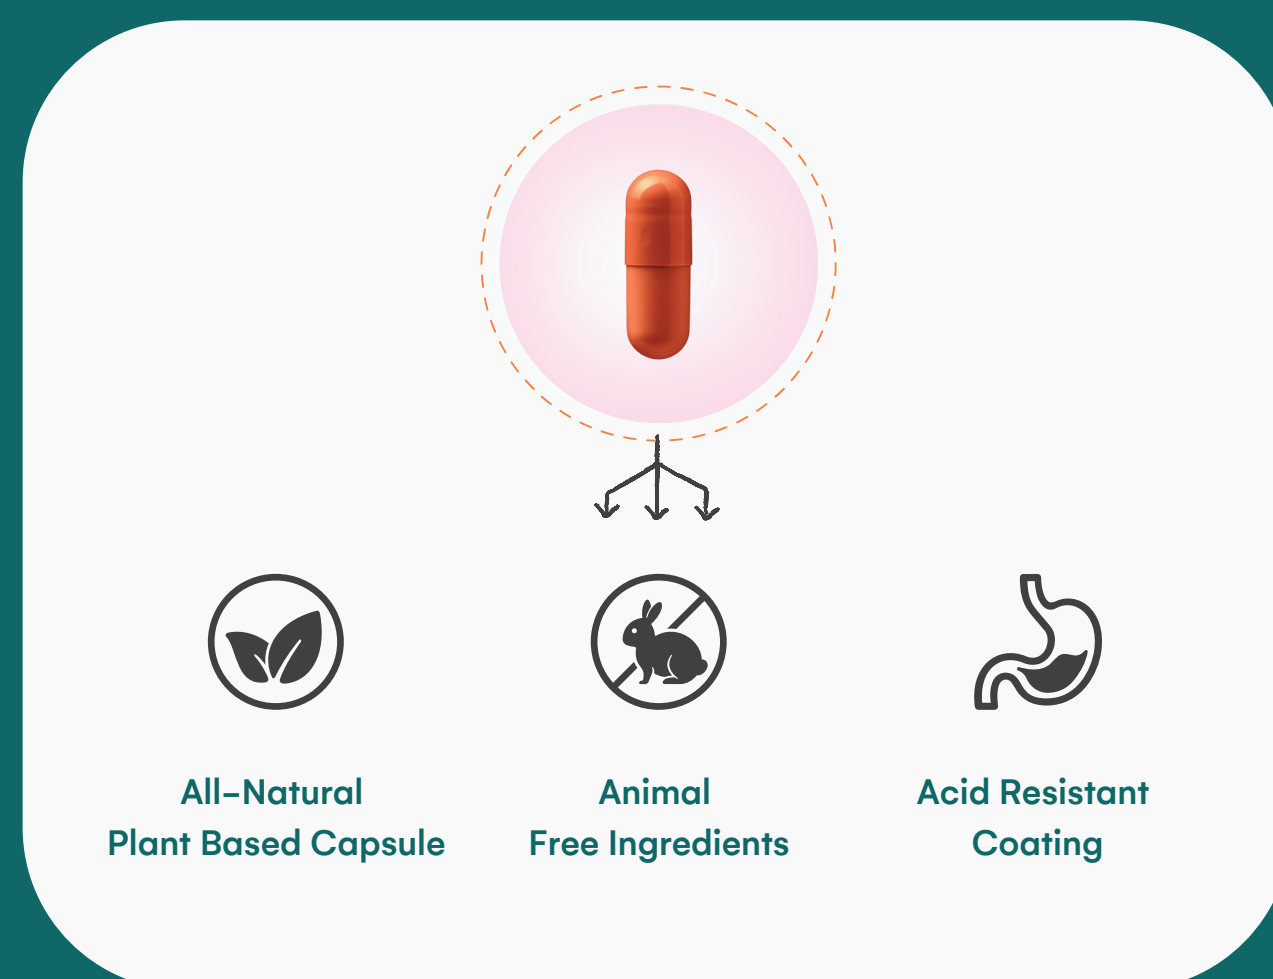 All-Natural
Plant Based Capsule
Animal
Free Ingredients
Acid Resistant
Coating